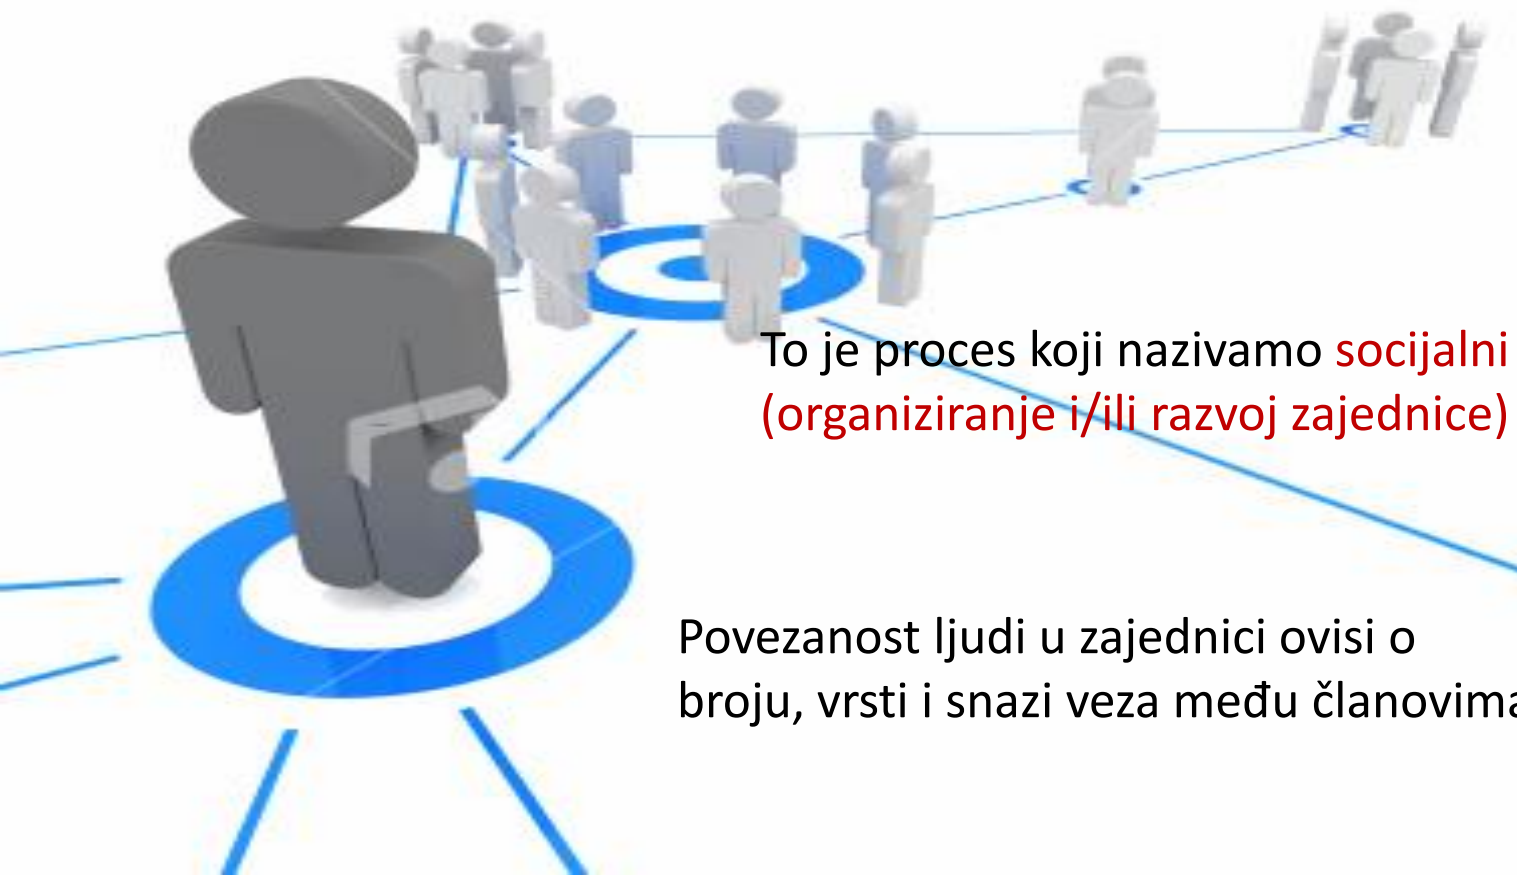 To je proces koji nazivamo socijalni
(organiziranje i/ili razvoj zajednice)
Povezanost ljudi u zajednici ovisi o
broju, vrsti i snazi veza među članovima